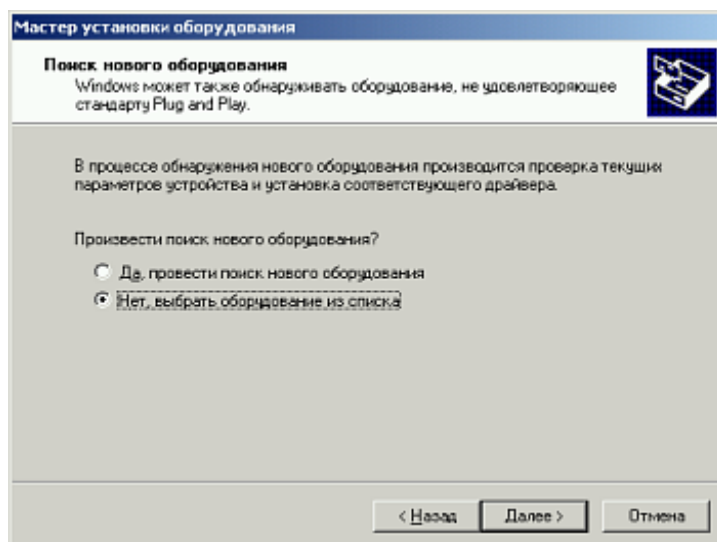 Мастер установки оборудования
Поиск нового оборудования
Windows может также обнаруживать оборудование, не удовлетворяющее
стандарту Plug and Play.
В процессе обнаружения нового оборудования производится проверка текущих
параметров устройства и установка соответствующего драйвера.
Произвести поиск нового оборудования?
Да, провести поиск нового оборудования
Нет, выбрать оборудование из списка
< Назад Далее > Отмена